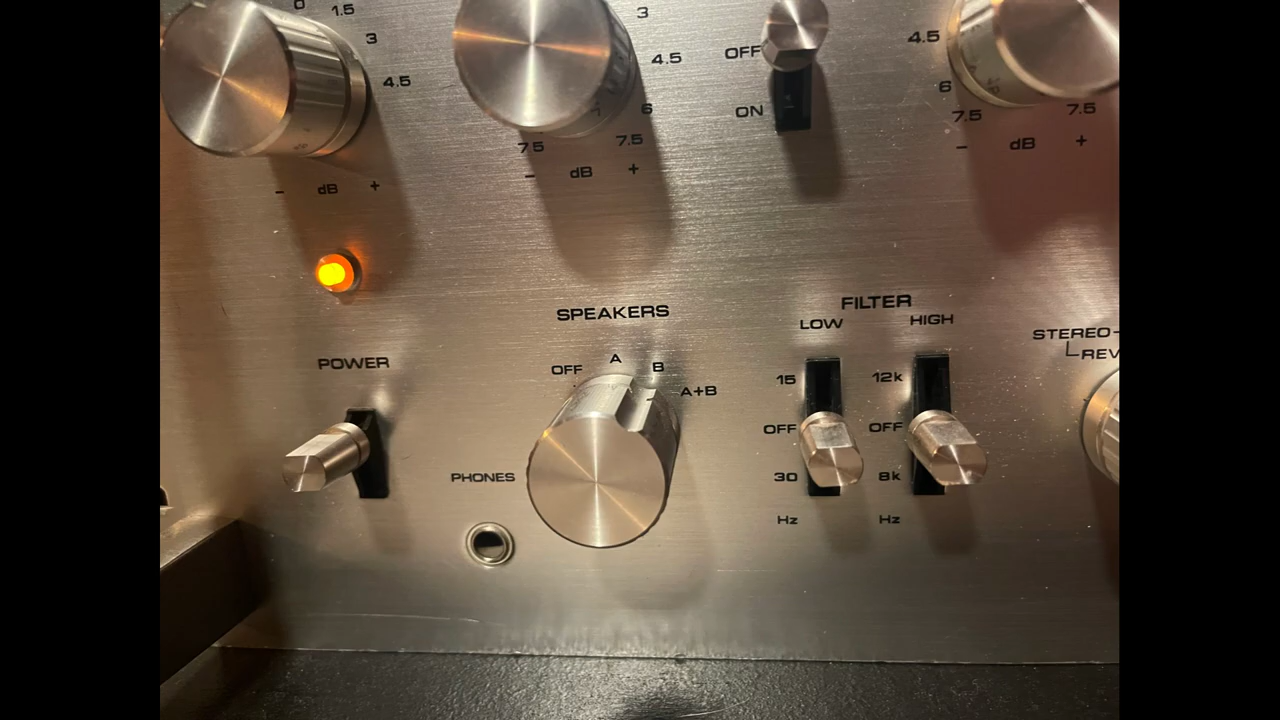 0 1.5
3
4.5
- dB +
3
4.5
6
7.5 7.5
- dB +
OFF
ON
4.5
6
7.5 7.5
- dB +
POWER
SPEAKERS
OFF A B A+B
PHONES
FILTER
LOW HIGH
15 12k
OFF OFF
30 8k
Hz Hz
STEREO
REV